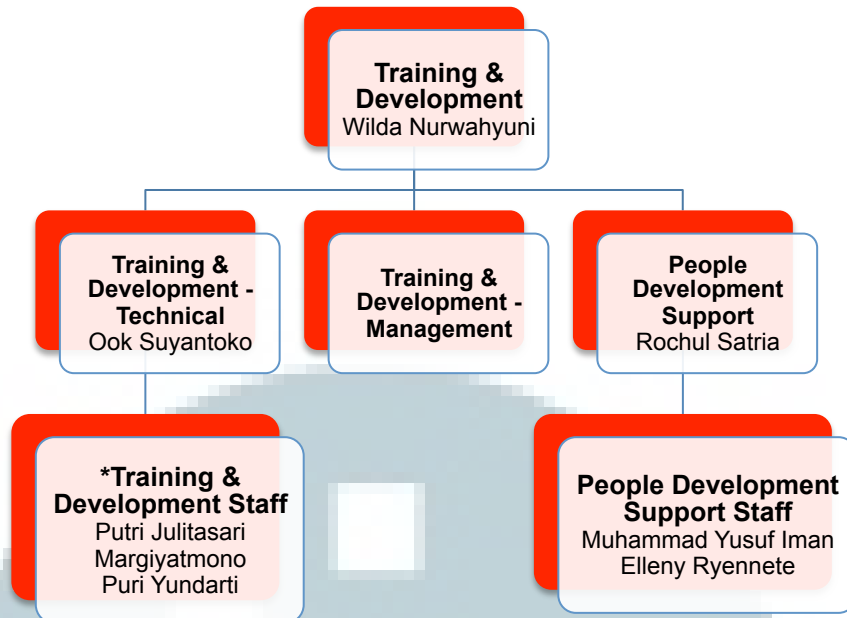 Training &
Development
Wilda Nurwahyuni
Training &
Development -
Technical
Ook Suyantoko
Training &
Development -
Management
People
Development
Support
Rochul Satria
*Training &
Development Staff
Putri Julitasari
Margiyatmono
Puri Yundarti
People Development
Support Staff
Muhammad Yusuf Iman
Elleny Ryennete